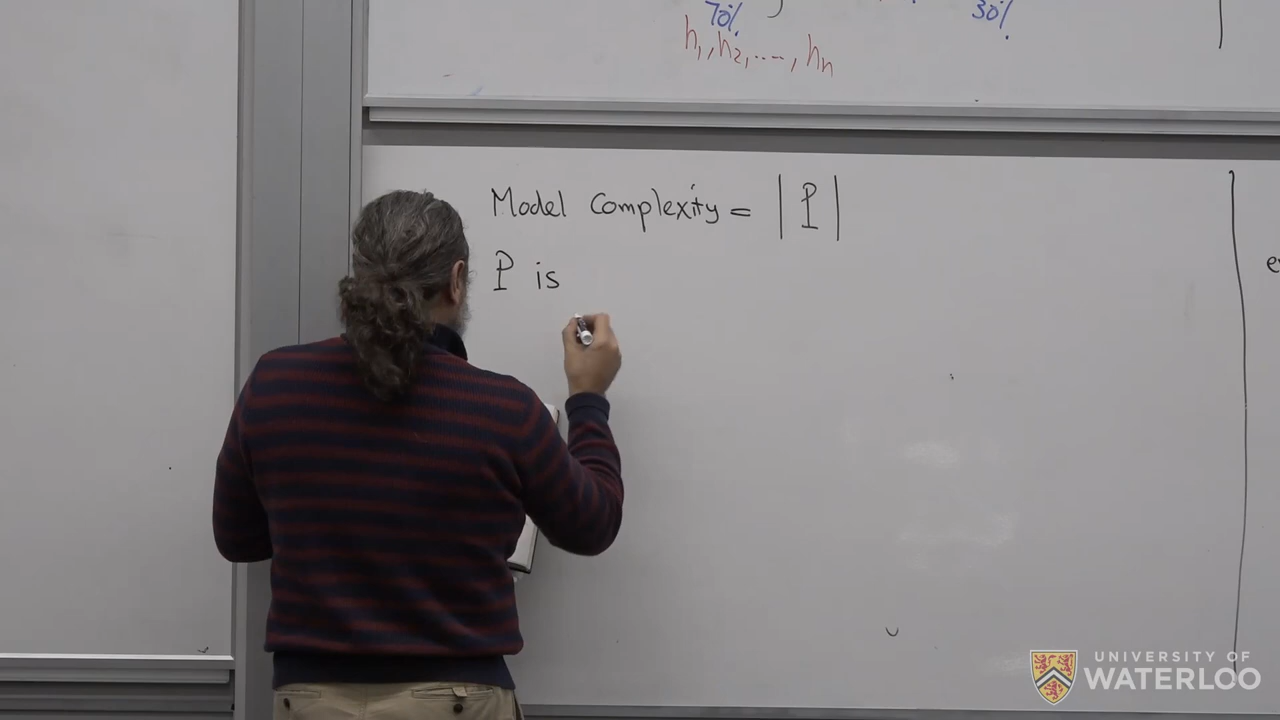 70% 30%
h1, h2, ...., hn
Model Complexity = | P |
P is
UNIVERSITY OF
WATERLOO